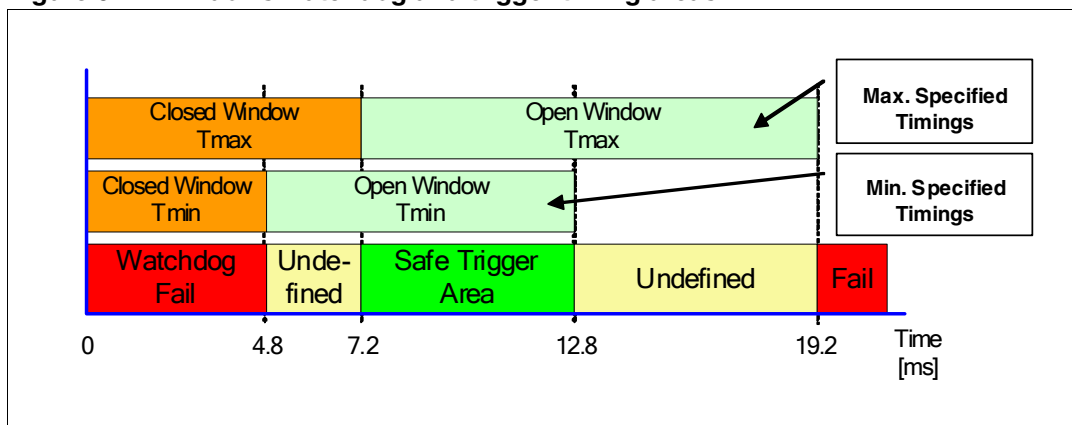 Closed Window
Tmax
Open Window
Tmax
Max. Specified
Timings
Closed Window
Tmin
Open Window
Tmin
Min. Specified
Timings
Watchdog
Fail
Unde-
fined
Safe Trigger
Area
Undefined
Fail
0
4.8
7.2
12.8
19.2
Time
[ms]